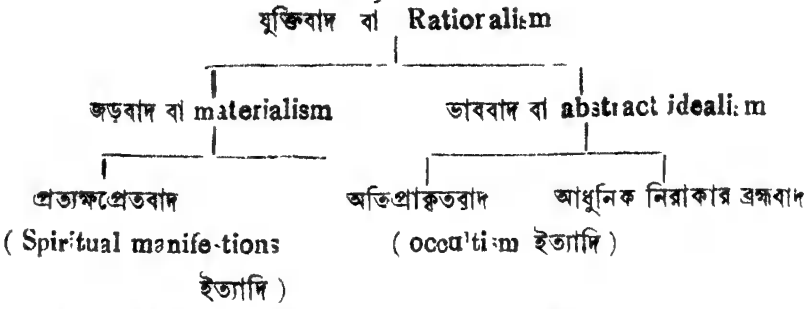 যুক্তিবাদ বা Rationalism
জড়বাদ বা materialism ভাববাদ বা abstract idealism
প্রত্যক্ষপ্রেতবাদ অতিপ্রাকৃতবাদ আধুনিক নিরাকার ব্রহ্মবাদ
( Spiritual manifestions ( occultism ইত্যাদি )
ইত্যাদি )